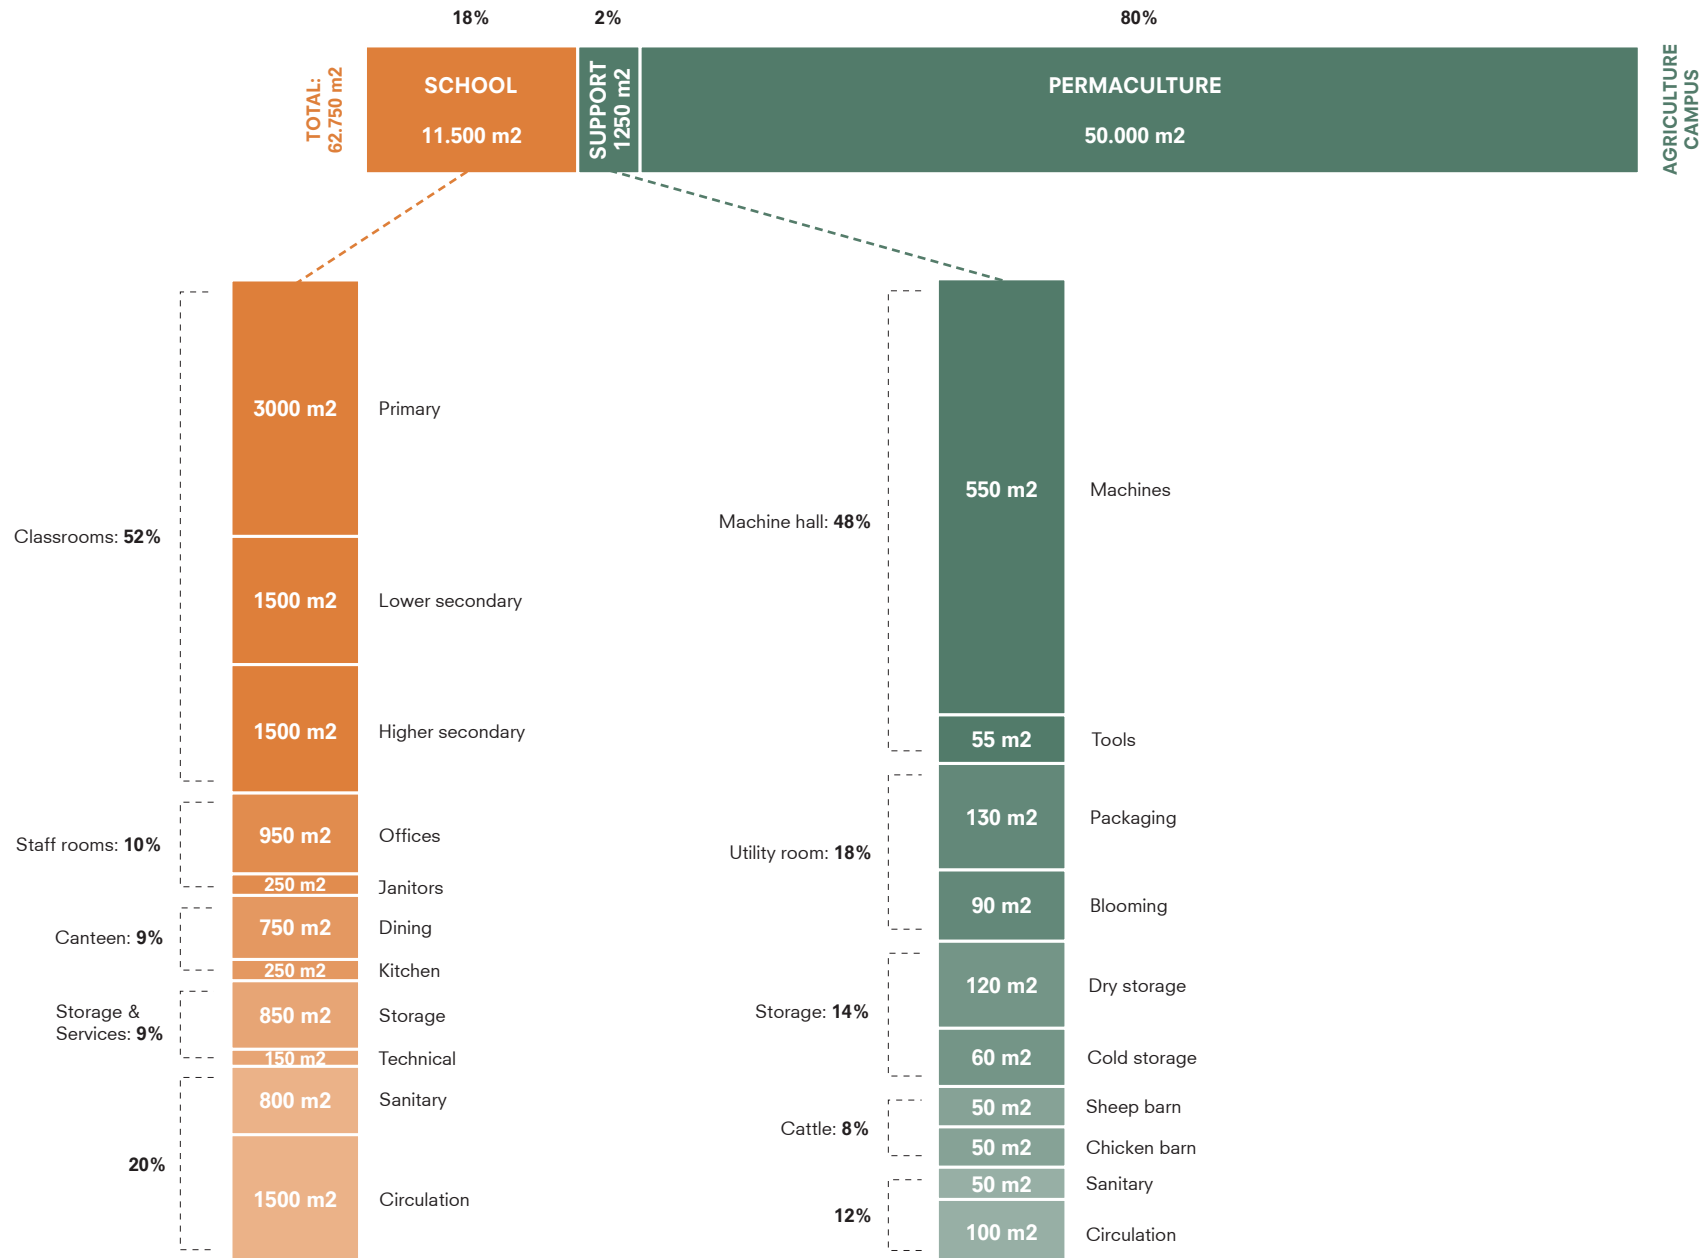 18%
2%
80%
TOTAL:
62.750 m2
SCHOOL
11.500 m2
SUPPORT
1250 m2
PERMACULTURE
50.000 m2
AGRICULTURE
CAMPUS
Classrooms: 52%
3000 m2 Primary
1500 m2 Lower secondary
1500 m2 Higher secondary
Staff rooms: 10%
950 m2 Offices
250 m2 Janitors
Canteen: 9%
750 m2 Dining
250 m2 Kitchen
Storage &
Services: 9%
850 m2 Storage
150 m2 Technical
20%
800 m2 Sanitary
1500 m2 Circulation
Machine hall: 48%
550 m2 Machines
55 m2 Tools
Utility room: 18%
130 m2 Packaging
90 m2 Blooming
Storage: 14%
120 m2 Dry storage
60 m2 Cold storage
Cattle: 8%
50 m2 Sheep barn
50 m2 Chicken barn
12%
50 m2 Sanitary
100 m2 Circulation